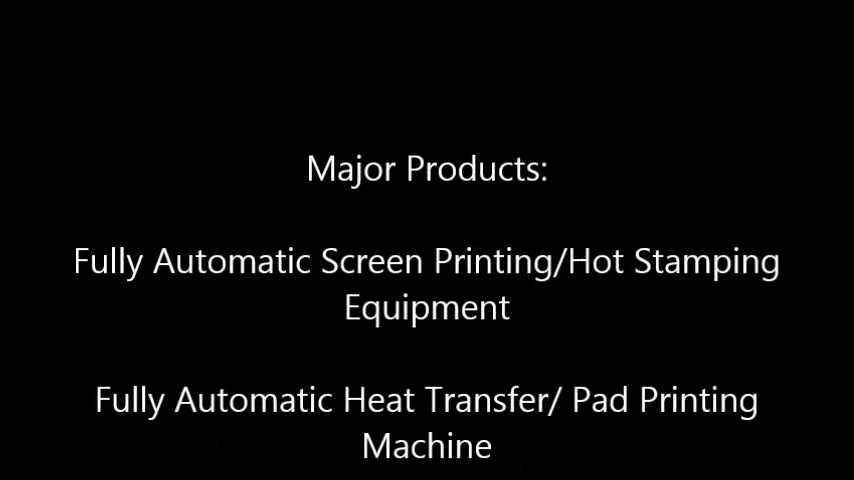 Major Products:
Fully Automatic Screen Printing/Hot Stamping
Equipment
Fully Automatic Heat Transfer/ Pad Printing
Machine